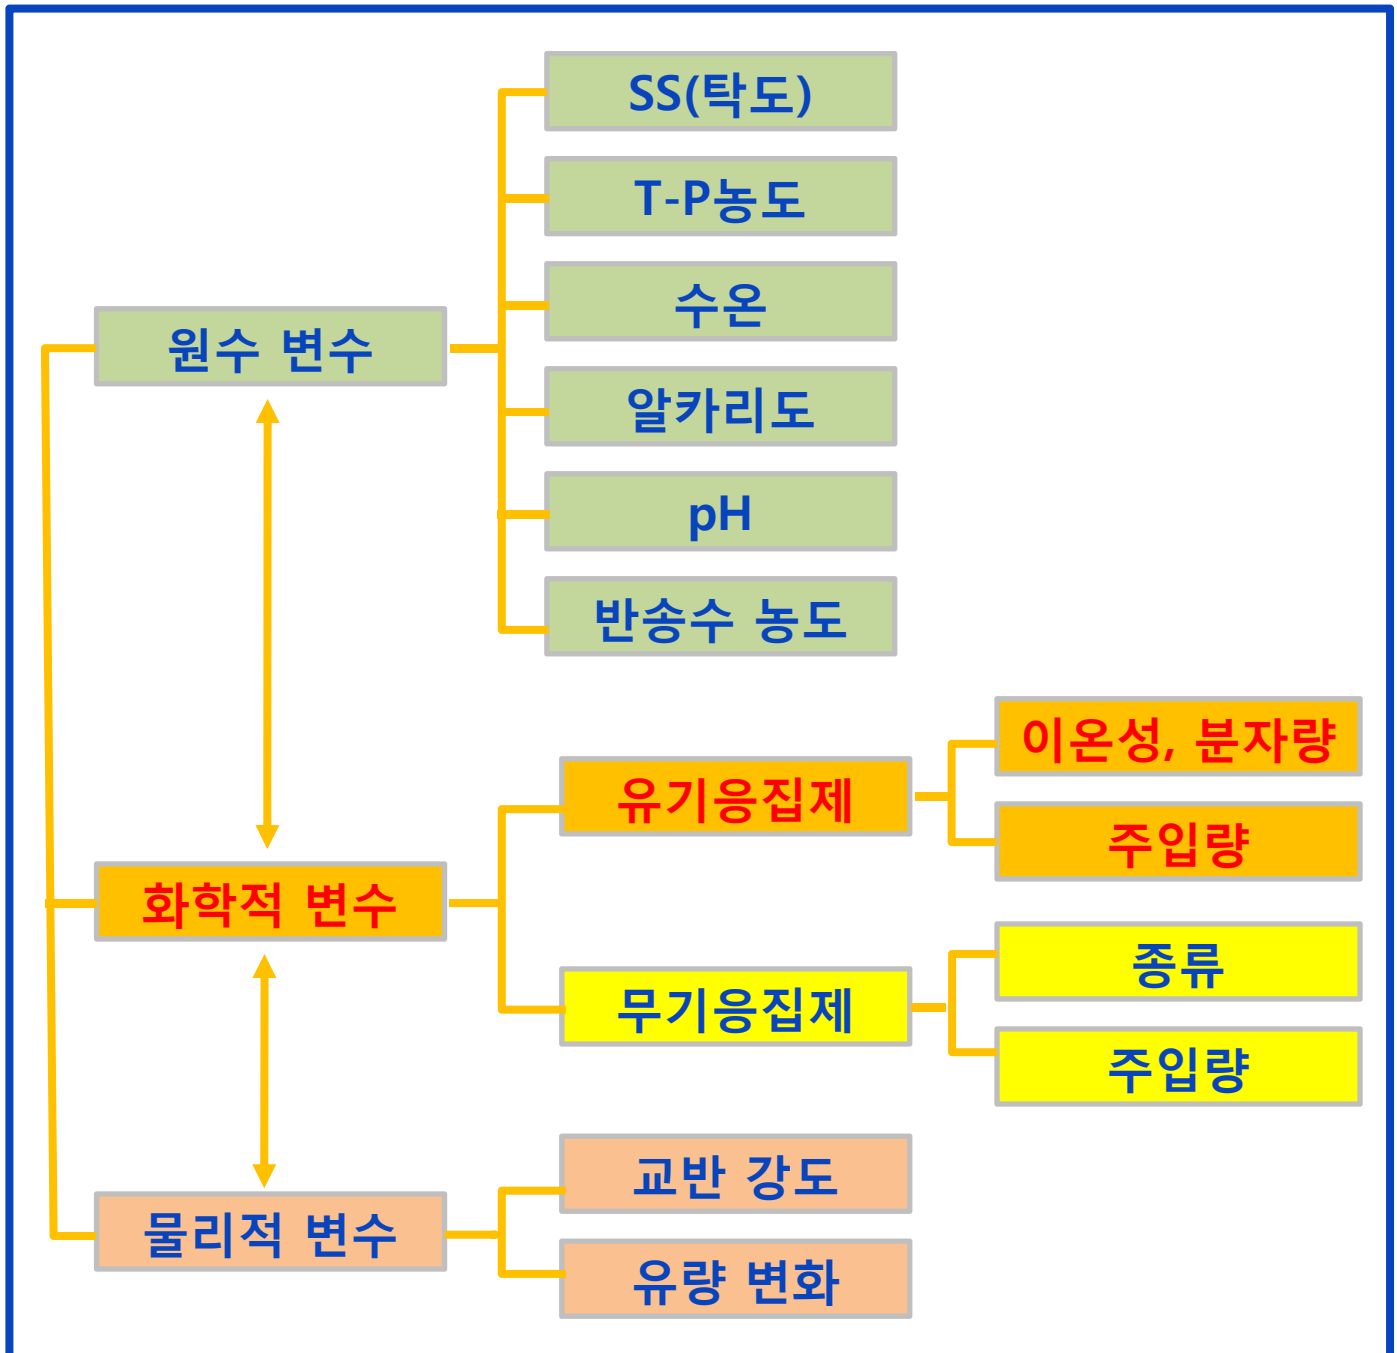 SS(탁도)
T-P농도
수온
원수 변수
알카리도
pH
반송수 농도
이온성, 분자량
유기응집제
주입량
화학적 변수
종류
무기응집제
주입량
교반 강도
물리적 변수
유량 변화